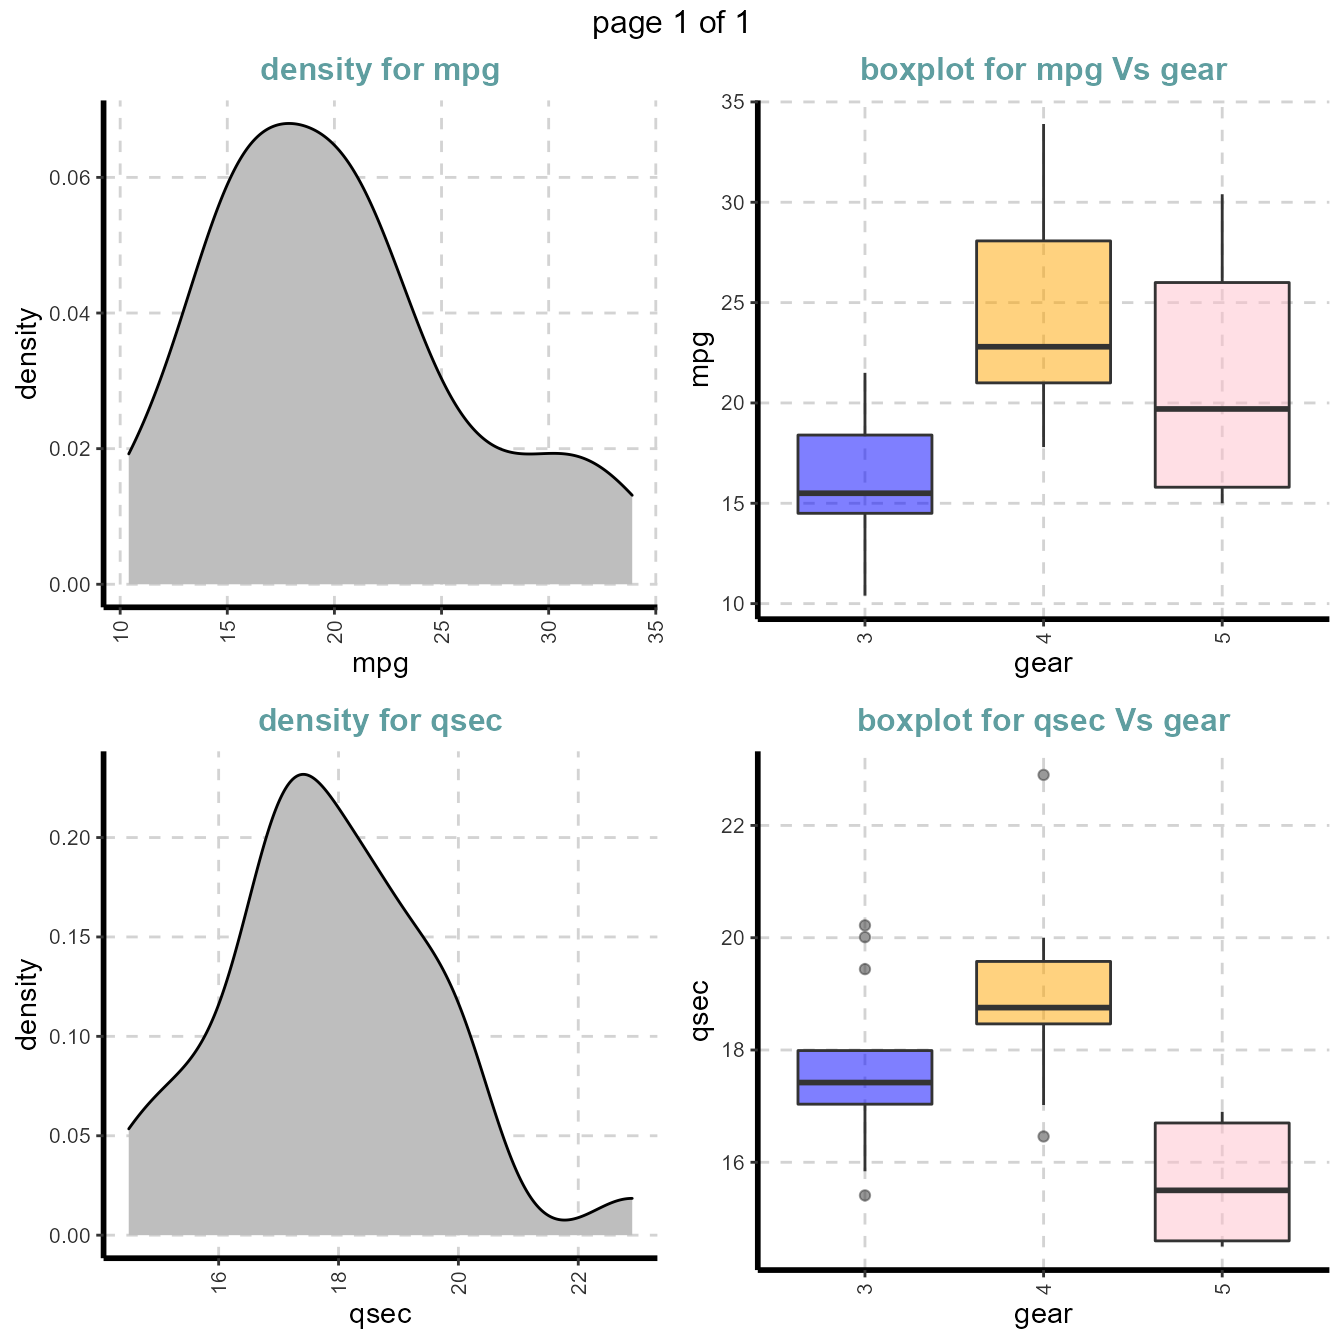 page 1 of 1
density for mpg
0.06
0.04
0.02
0.00
density
10 15 20 25 30 35
mpg
boxplot for mpg Vs gear
35
30
25
20
15
10
mpg
3 4 5
gear
density for qsec
0.20
0.15
0.10
0.05
0.00
density
16 18 20 22
qsec
boxplot for qsec Vs gear
22
20
18
16
qsec
3 4 5
gear